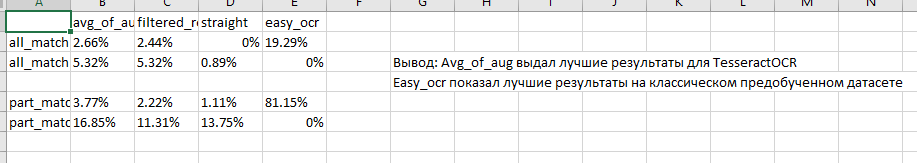 A B C D E F G H I J K L M N
avg_of_au filtered_re straight easy_ocr
all_match 2.66% 2.44% 0% 19.29%
all_match 5.32% 5.32% 0.89% 0% Вывод: Avg_of_aug выдал лучшие результаты для TesseractOCR
Easy_ocr показал лучшие результаты на классическом предобученном датасете
part_matc 3.77% 2.22% 1.11% 81.15%
part_matc 16.85% 11.31% 13.75% 0%